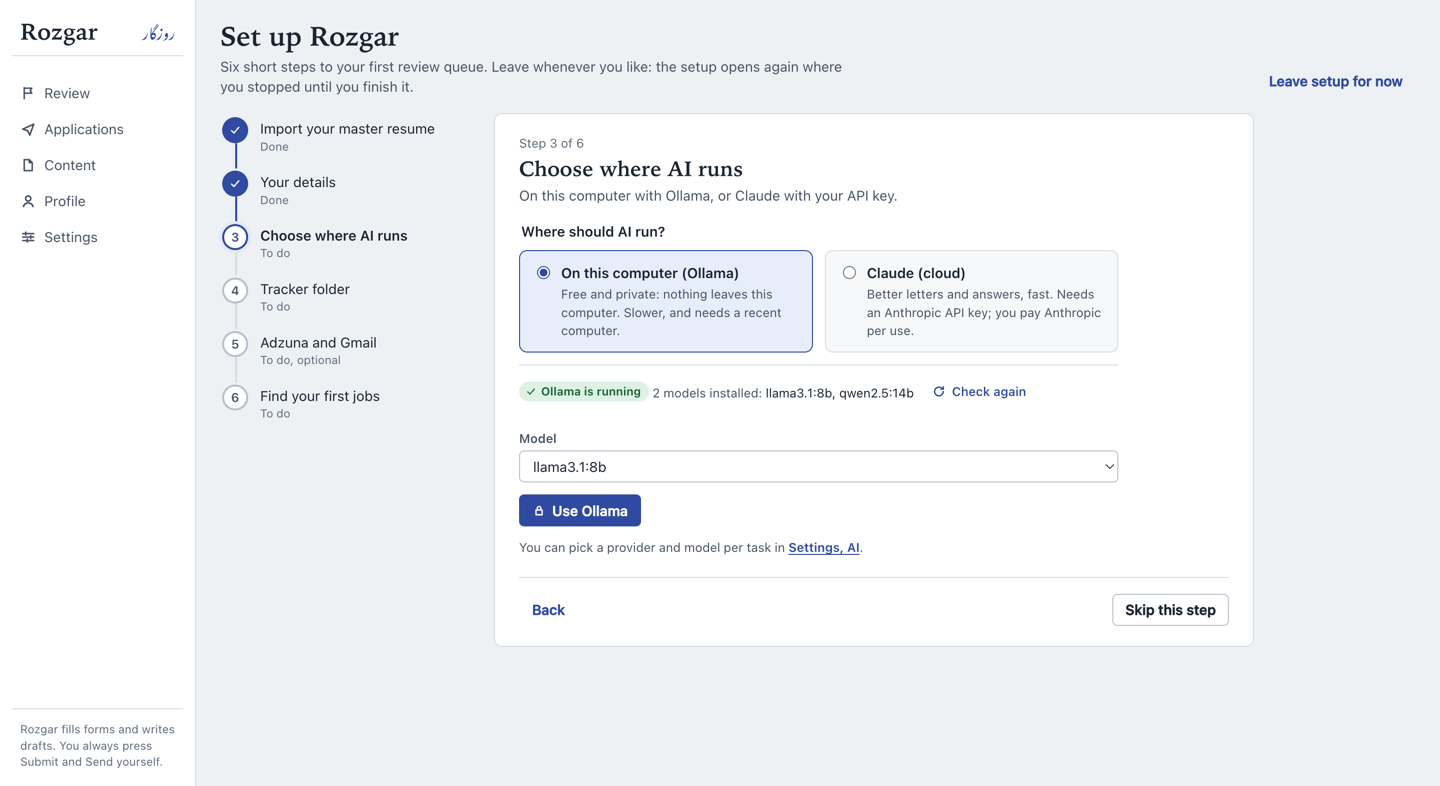 Rozgar
روزگار
Review
Applications
Content
Profile
Settings
Rozgar fills forms and writes
drafts. You always press
Submit and Send yourself.
Set up Rozgar
Six short steps to your first review queue. Leave whenever you like: the setup opens again where
you stopped until you finish it.
Leave setup for now
Import your master resume
Done
Your details
Done
3
Choose where AI runs
To do
4
Tracker folder
To do
5
Adzuna and Gmail
To do, optional
6
Find your first jobs
To do
Step 3 of 6
Choose where AI runs
On this computer with Ollama, or Claude with your API key.
Where should AI run?
On this computer (Ollama)
Free and private: nothing leaves this
computer. Slower, and needs a recent
computer.
Claude (cloud)
Better letters and answers, fast. Needs
an Anthropic API key; you pay Anthropic
per use.
Ollama is running 2 models installed: llama3.1:8b, qwen2.5:14b Check again
Model
llama3.1:8b
Use Ollama
You can pick a provider and model per task in Settings, AI.
Back
Skip this step